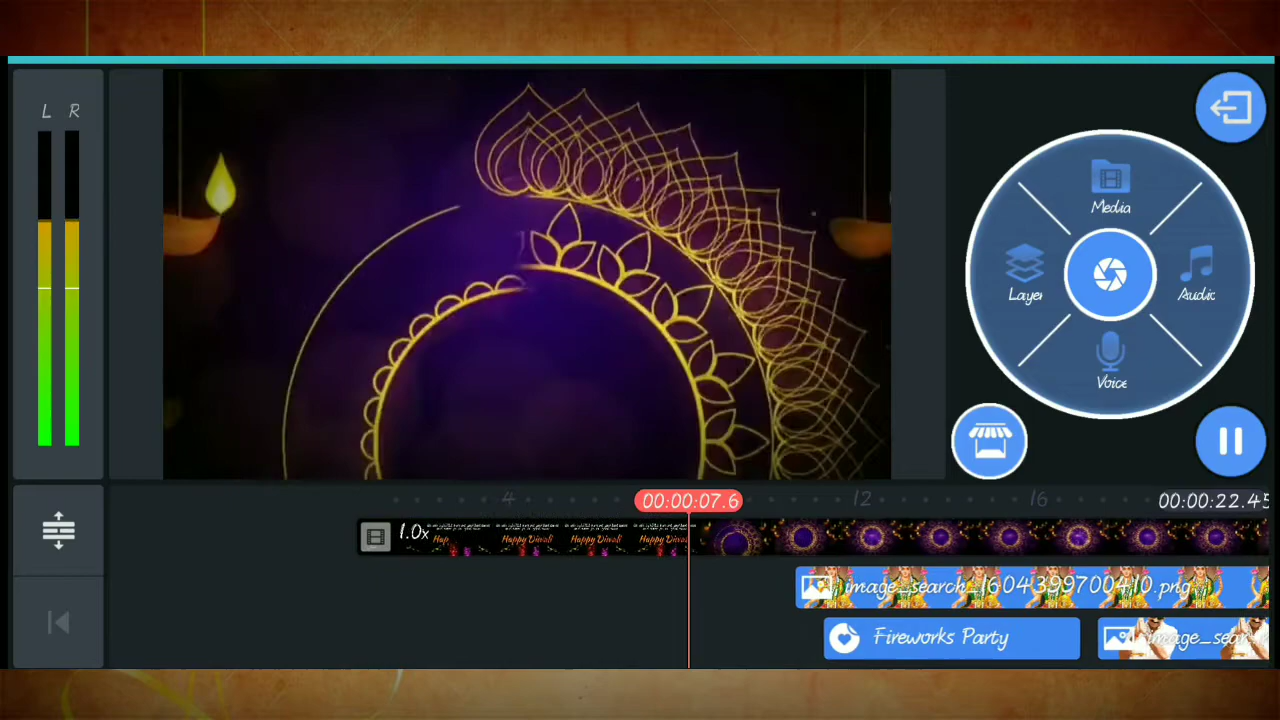 L R
Media
Layer
Audio
Voice
4
00:00:07.6
12
16
00:00:22.45
1.0x
Hap
Happy Diwali
Happy Diwali
Happy Diwali
image_search_1604399700410.png
Fireworks Party
image_sear